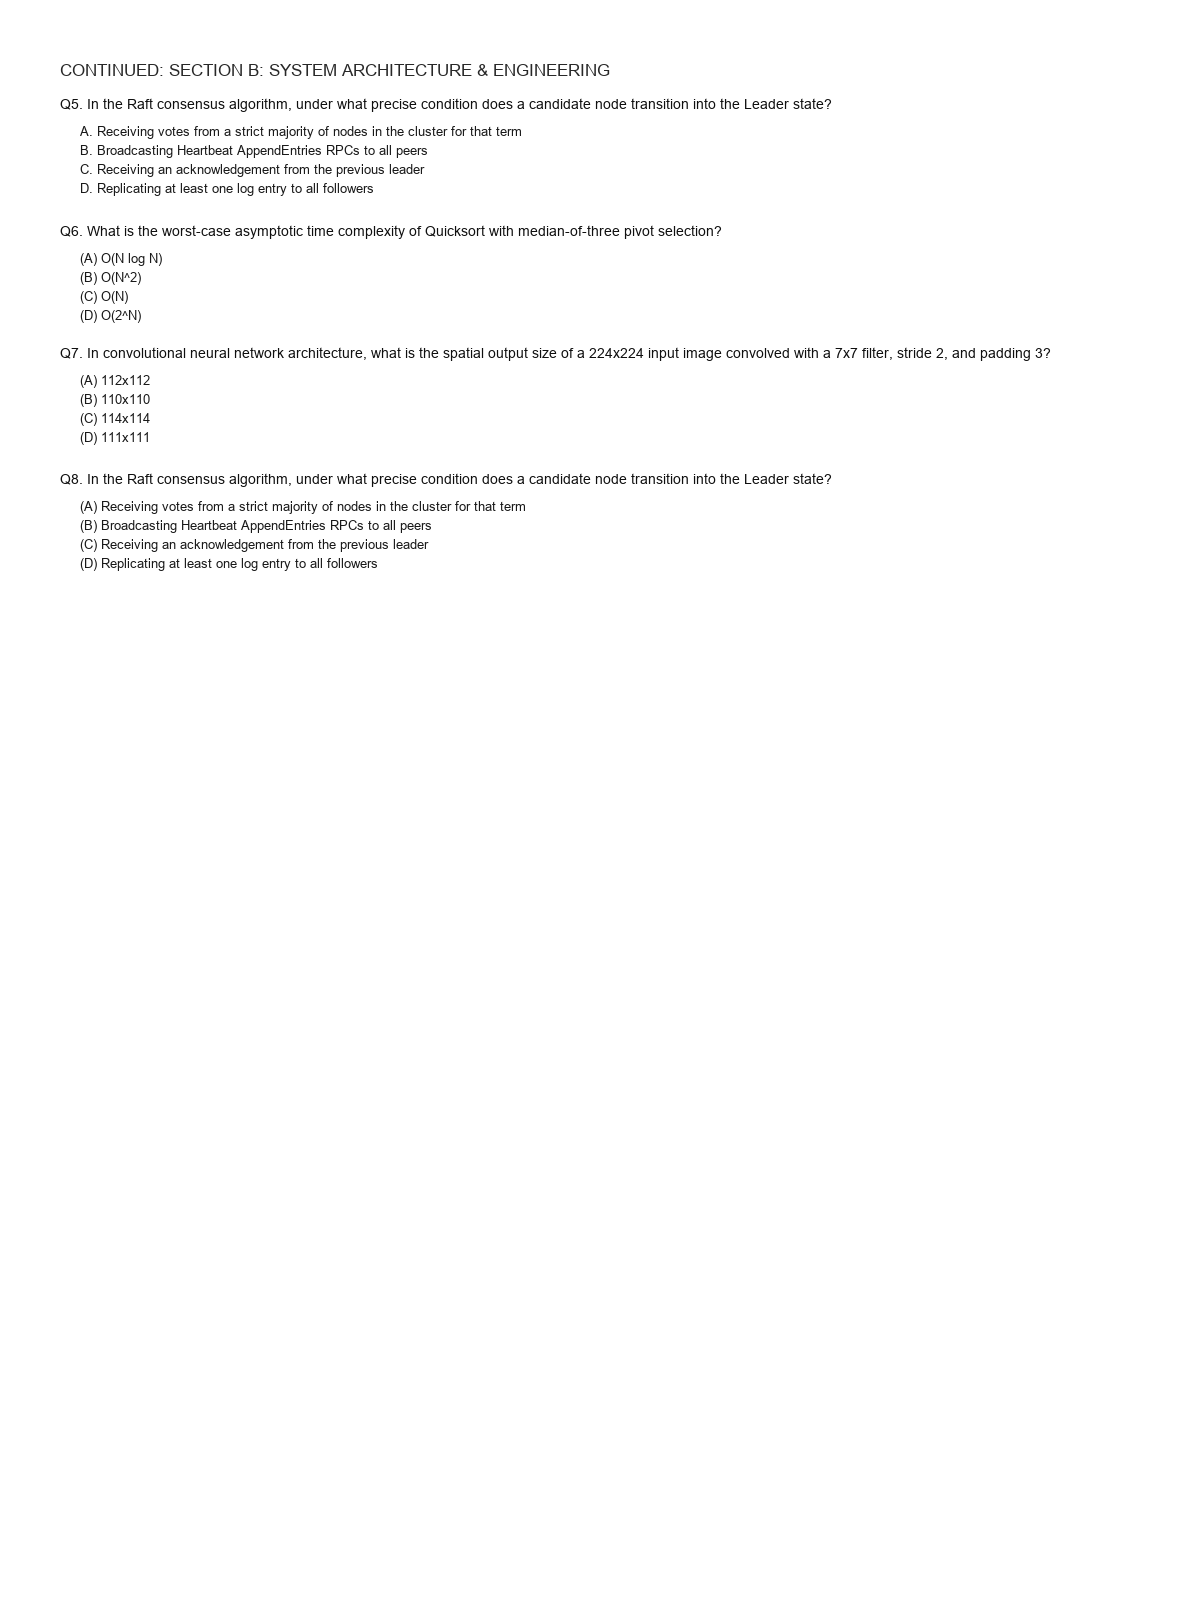 CONTINUED: SECTION B: SYSTEM ARCHITECTURE & ENGINEERING
Q5. In the Raft consensus algorithm, under what precise condition does a candidate node transition into the Leader state?
A. Receiving votes from a strict majority of nodes in the cluster for that term
B. Broadcasting Heartbeat AppendEntries RPCs to all peers
C. Receiving an acknowledgement from the previous leader
D. Replicating at least one log entry to all followers
Q6. What is the worst-case asymptotic time complexity of Quicksort with median-of-three pivot selection?
(A) O(N log N)
(B) O(N^2)
(C) O(N)
(D) O(2^N)
Q7. In convolutional neural network architecture, what is the spatial output size of a 224x224 input image convolved with a 7x7 filter, stride 2, and padding 3?
(A) 112x112
(B) 110x110
(C) 114x114
(D) 111x111
Q8. In the Raft consensus algorithm, under what precise condition does a candidate node transition into the Leader state?
(A) Receiving votes from a strict majority of nodes in the cluster for that term
(B) Broadcasting Heartbeat AppendEntries RPCs to all peers
(C) Receiving an acknowledgement from the previous leader
(D) Replicating at least one log entry to all followers